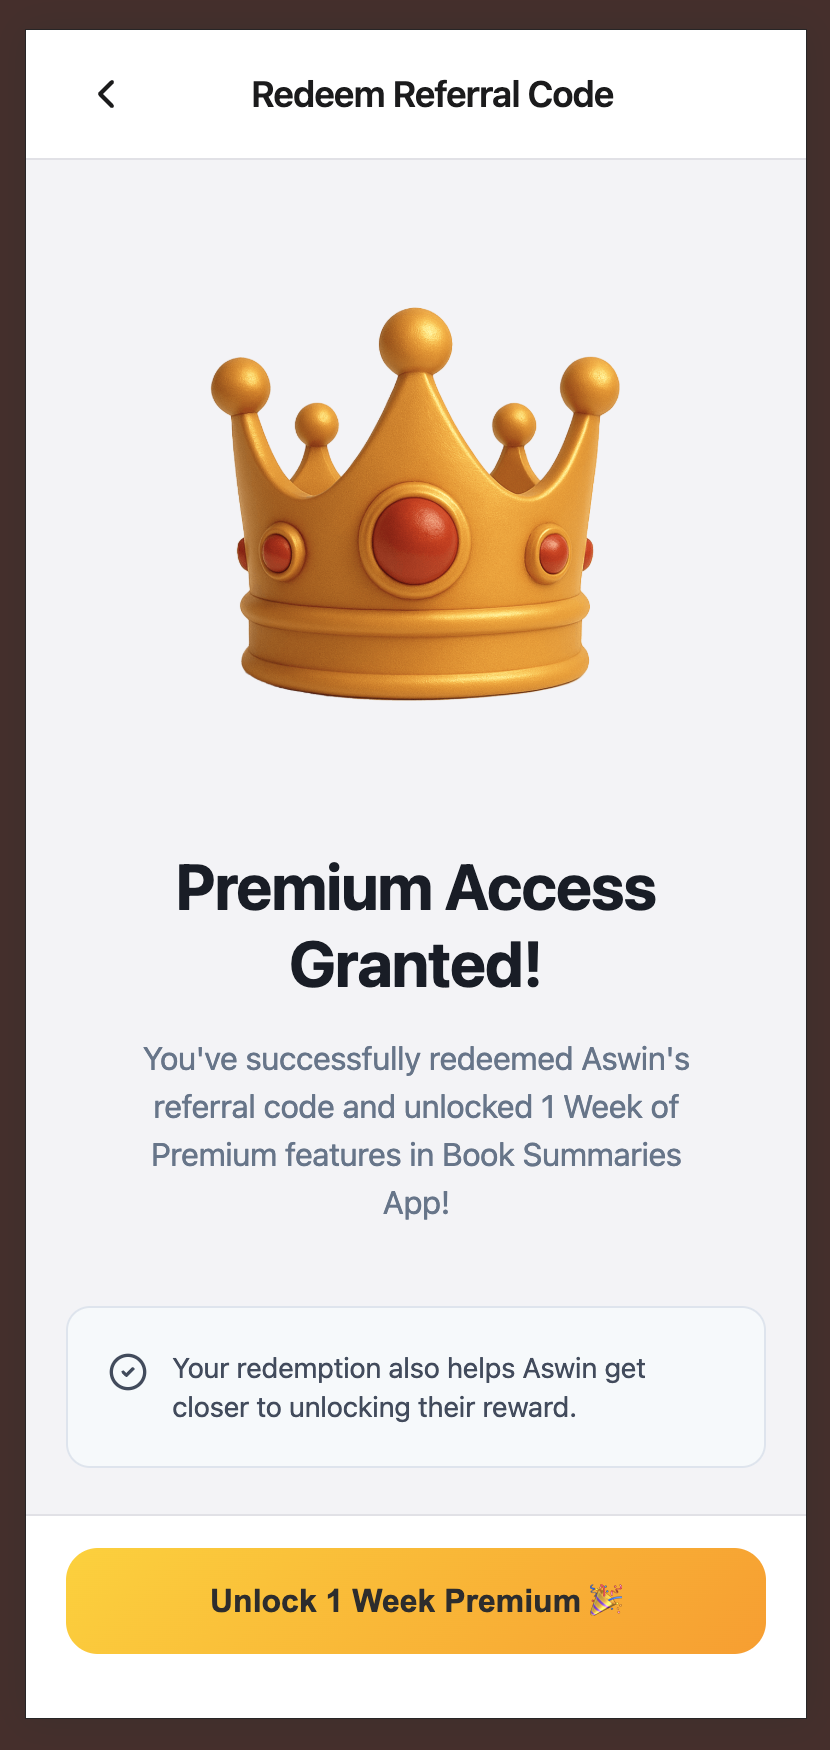 Redeem Referral Code
Premium Access
Granted!
You've successfully redeemed Aswin's
referral code and unlocked 1 Week of
Premium features in Book Summaries
App!
Your redemption also helps Aswin get
closer to unlocking their reward.
Unlock 1 Week Premium 🎉